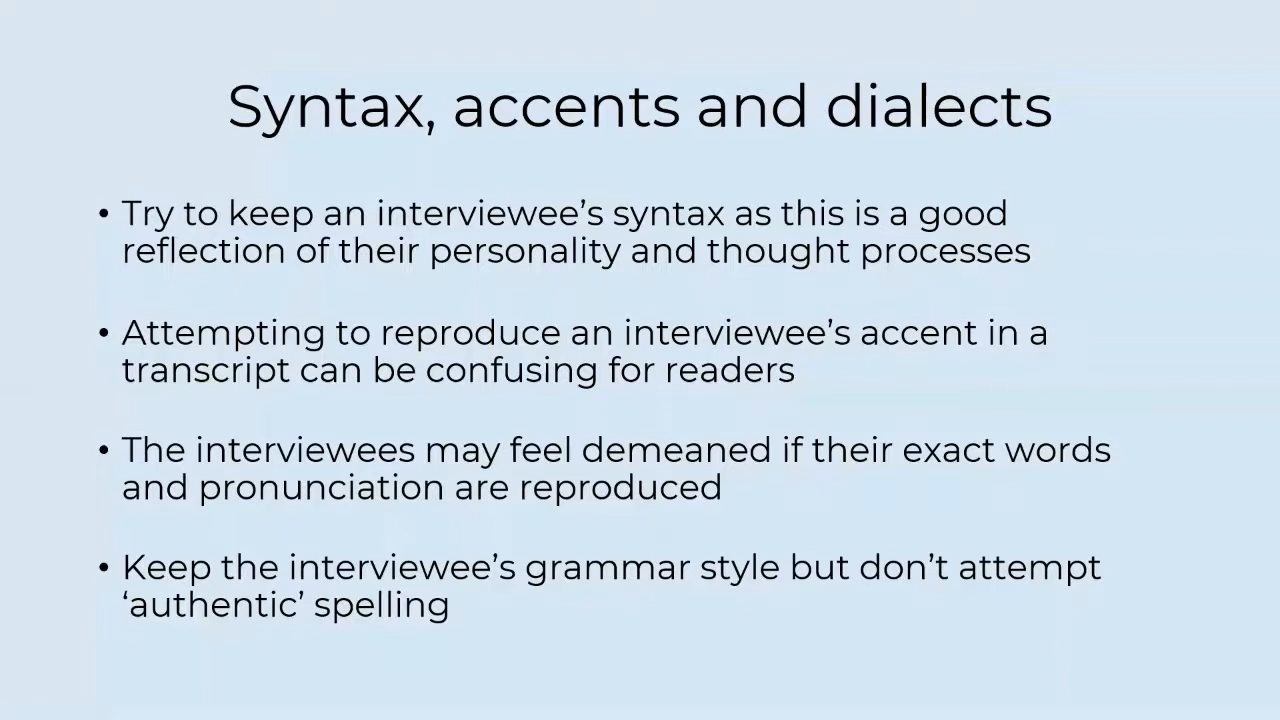 Syntax, accents and dialects
• Try to keep an interviewee’s syntax as this is a good
reflection of their personality and thought processes
• Attempting to reproduce an interviewee’s accent in a
transcript can be confusing for readers
• The interviewees may feel demeaned if their exact words
and pronunciation are reproduced
• Keep the interviewee’s grammar style but don’t attempt
‘authentic’ spelling